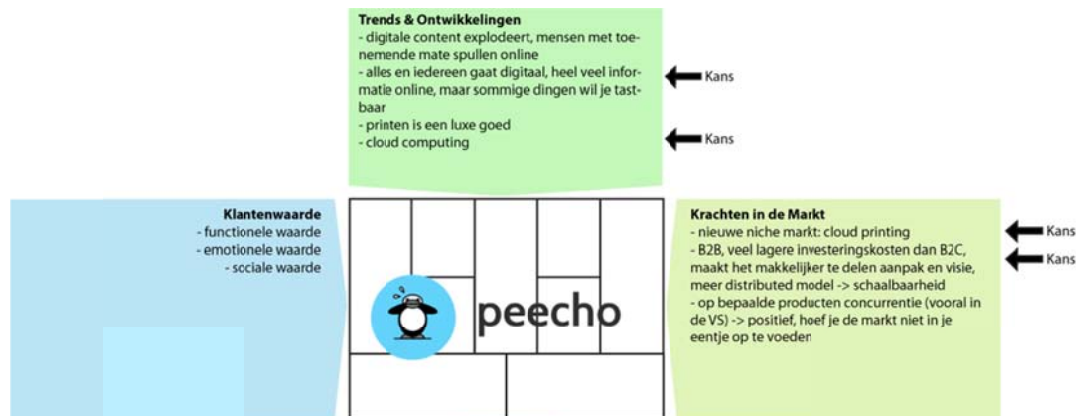 Trends & Ontwikkelingen
- digitale content explodeert, mensen met toe-
nemende mate spullen online
- alles en iedereen gaat digitaal, heel veel infor-
matie online, maar sommige dingen wil je tast-
baar
- printen is een luxe goed
- cloud computing
Kans
Kans
Klantenwaarde
- functionele waarde
- emotionele waarde
- sociale waarde
peecho
Krachten in de Markt
- nieuwe niche markt: cloud printing
- B2B, veel lagere investeringskosten dan B2C,
maakt het makkelijker te delen aanpak en visie,
meer distributed model -> schaalbaarheid
- op bepaalde producten concurrentie (vooral in
de VS) -> positief, hoef je de markt niet in je
eentje op te voeden
Kans
Kans